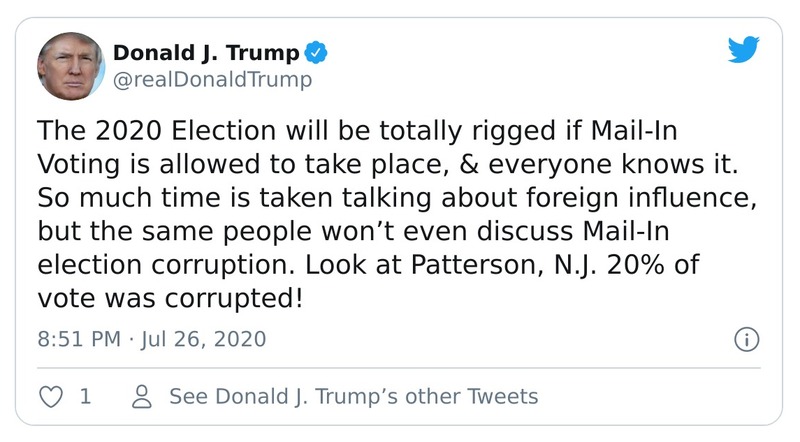 Donald J. Trump
@realDonaldTrump
The 2020 Election will be totally rigged if Mail-In
Voting is allowed to take place, & everyone knows it.
So much time is taken talking about foreign influence,
but the same people won’t even discuss Mail-In
election corruption. Look at Patterson, N.J. 20% of
vote was corrupted!
8:51 PM · Jul 26, 2020
1 See Donald J. Trump’s other Tweets